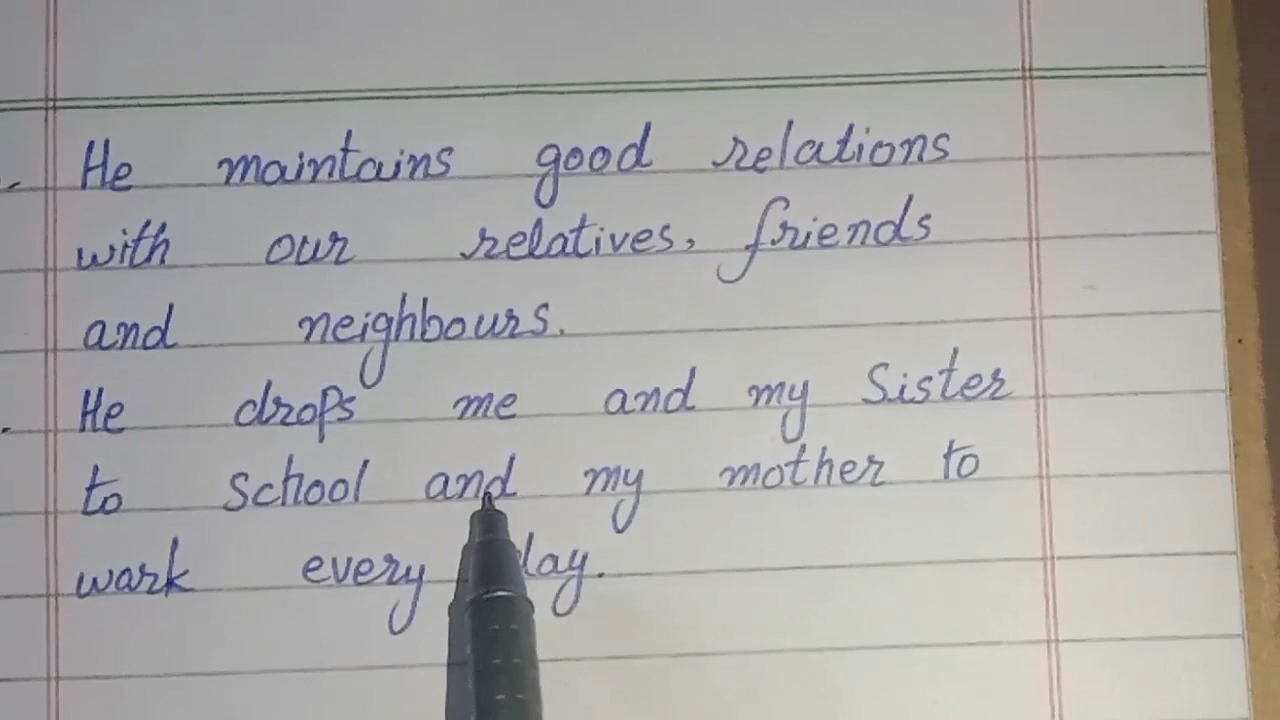 . He maintains good relations
with our relatives, friends
and neighbours.
. He drops me and my Sister
to school and my mother to
work every day.